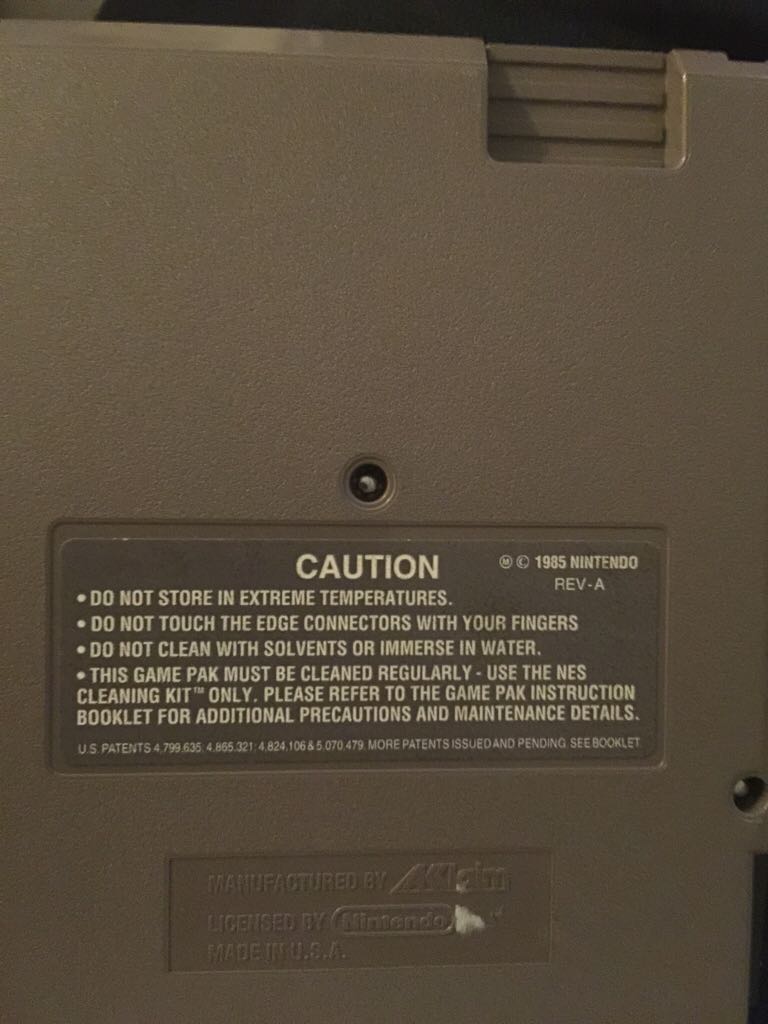 CAUTION
Ⓜ © 1985 NINTENDO
REV-A
• DO NOT STORE IN EXTREME TEMPERATURES.
• DO NOT TOUCH THE EDGE CONNECTORS WITH YOUR FINGERS
• DO NOT CLEAN WITH SOLVENTS OR IMMERSE IN WATER.
• THIS GAME PAK MUST BE CLEANED REGULARLY - USE THE NES
CLEANING KIT™ ONLY. PLEASE REFER TO THE GAME PAK INSTRUCTION
BOOKLET FOR ADDITIONAL PRECAUTIONS AND MAINTENANCE DETAILS.
U.S. PATENTS 4,799,635; 4,865,321; 4,824,106 & 5,070,479. MORE PATENTS ISSUED AND PENDING. SEE BOOKLET
MANUFACTURED BY AKlaim
LICENSED BY Nintendo
MADE IN U.S.A.